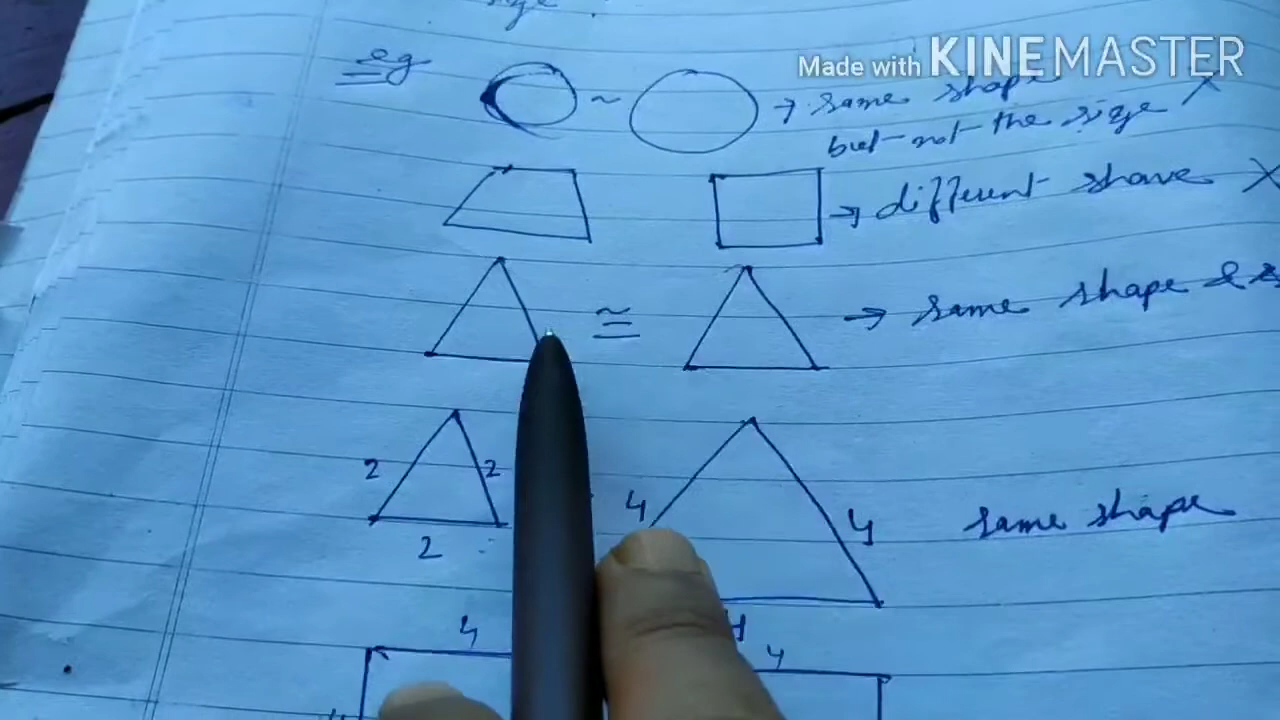 Made with KINEMASTER
eg
~ → same shape
but not the size X
→ different shape X
≅ → same shape &
2 2
4 4 same shape
2
4 4
4